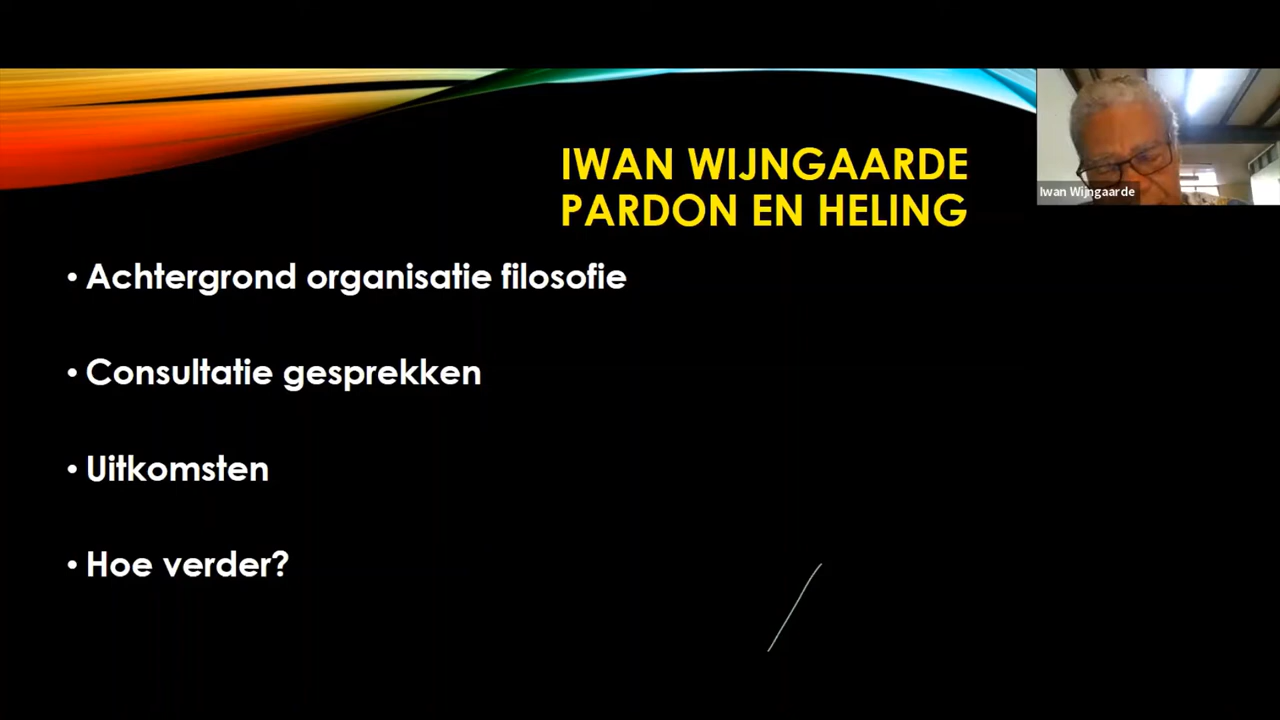 IWAN WIJNGAARDE
PARDON EN HELING
Iwan Wijngaarde
• Achtergrond organisatie filosofie
• Consultatie gesprekken
• Uitkomsten
• Hoe verder?